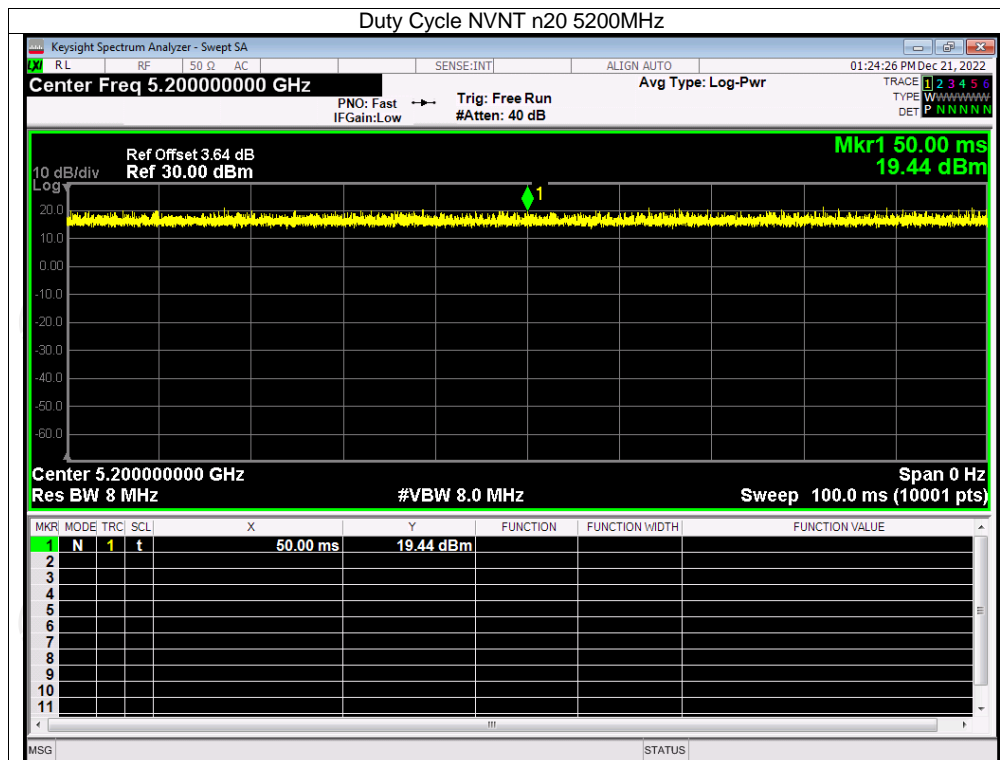 Duty Cycle NVNT n20 5200MHz
Keysight Spectrum Analyzer - Swept SA
LXI RL RF 50 Ω AC SENSE:INT ALIGN AUTO 01:24:26 PM Dec 21, 2022
Center Freq 5.200000000 GHz
PNO: Fast
IFGain:Low
Trig: Free Run
#Atten: 40 dB
Avg Type: Log-Pwr
TRACE 1 2 3 4 5 6
TYPE WWWWWW
DET P N N N N N
Mkr1 50.00 ms
19.44 dBm
Ref Offset 3.64 dB
10 dB/div Ref 30.00 dBm
Log
1
20.0
10.0
0.00
-10.0
-20.0
-30.0
-40.0
-50.0
-60.0
Center 5.200000000 GHz Span 0 Hz
Res BW 8 MHz #VBW 8.0 MHz Sweep 100.0 ms (10001 pts)
MKR MODE TRC SCL X Y FUNCTION FUNCTION WIDTH FUNCTION VALUE
1 N 1 t 50.00 ms 19.44 dBm
2
3
4
5
6
7
8
9
10
11
MSG STATUS